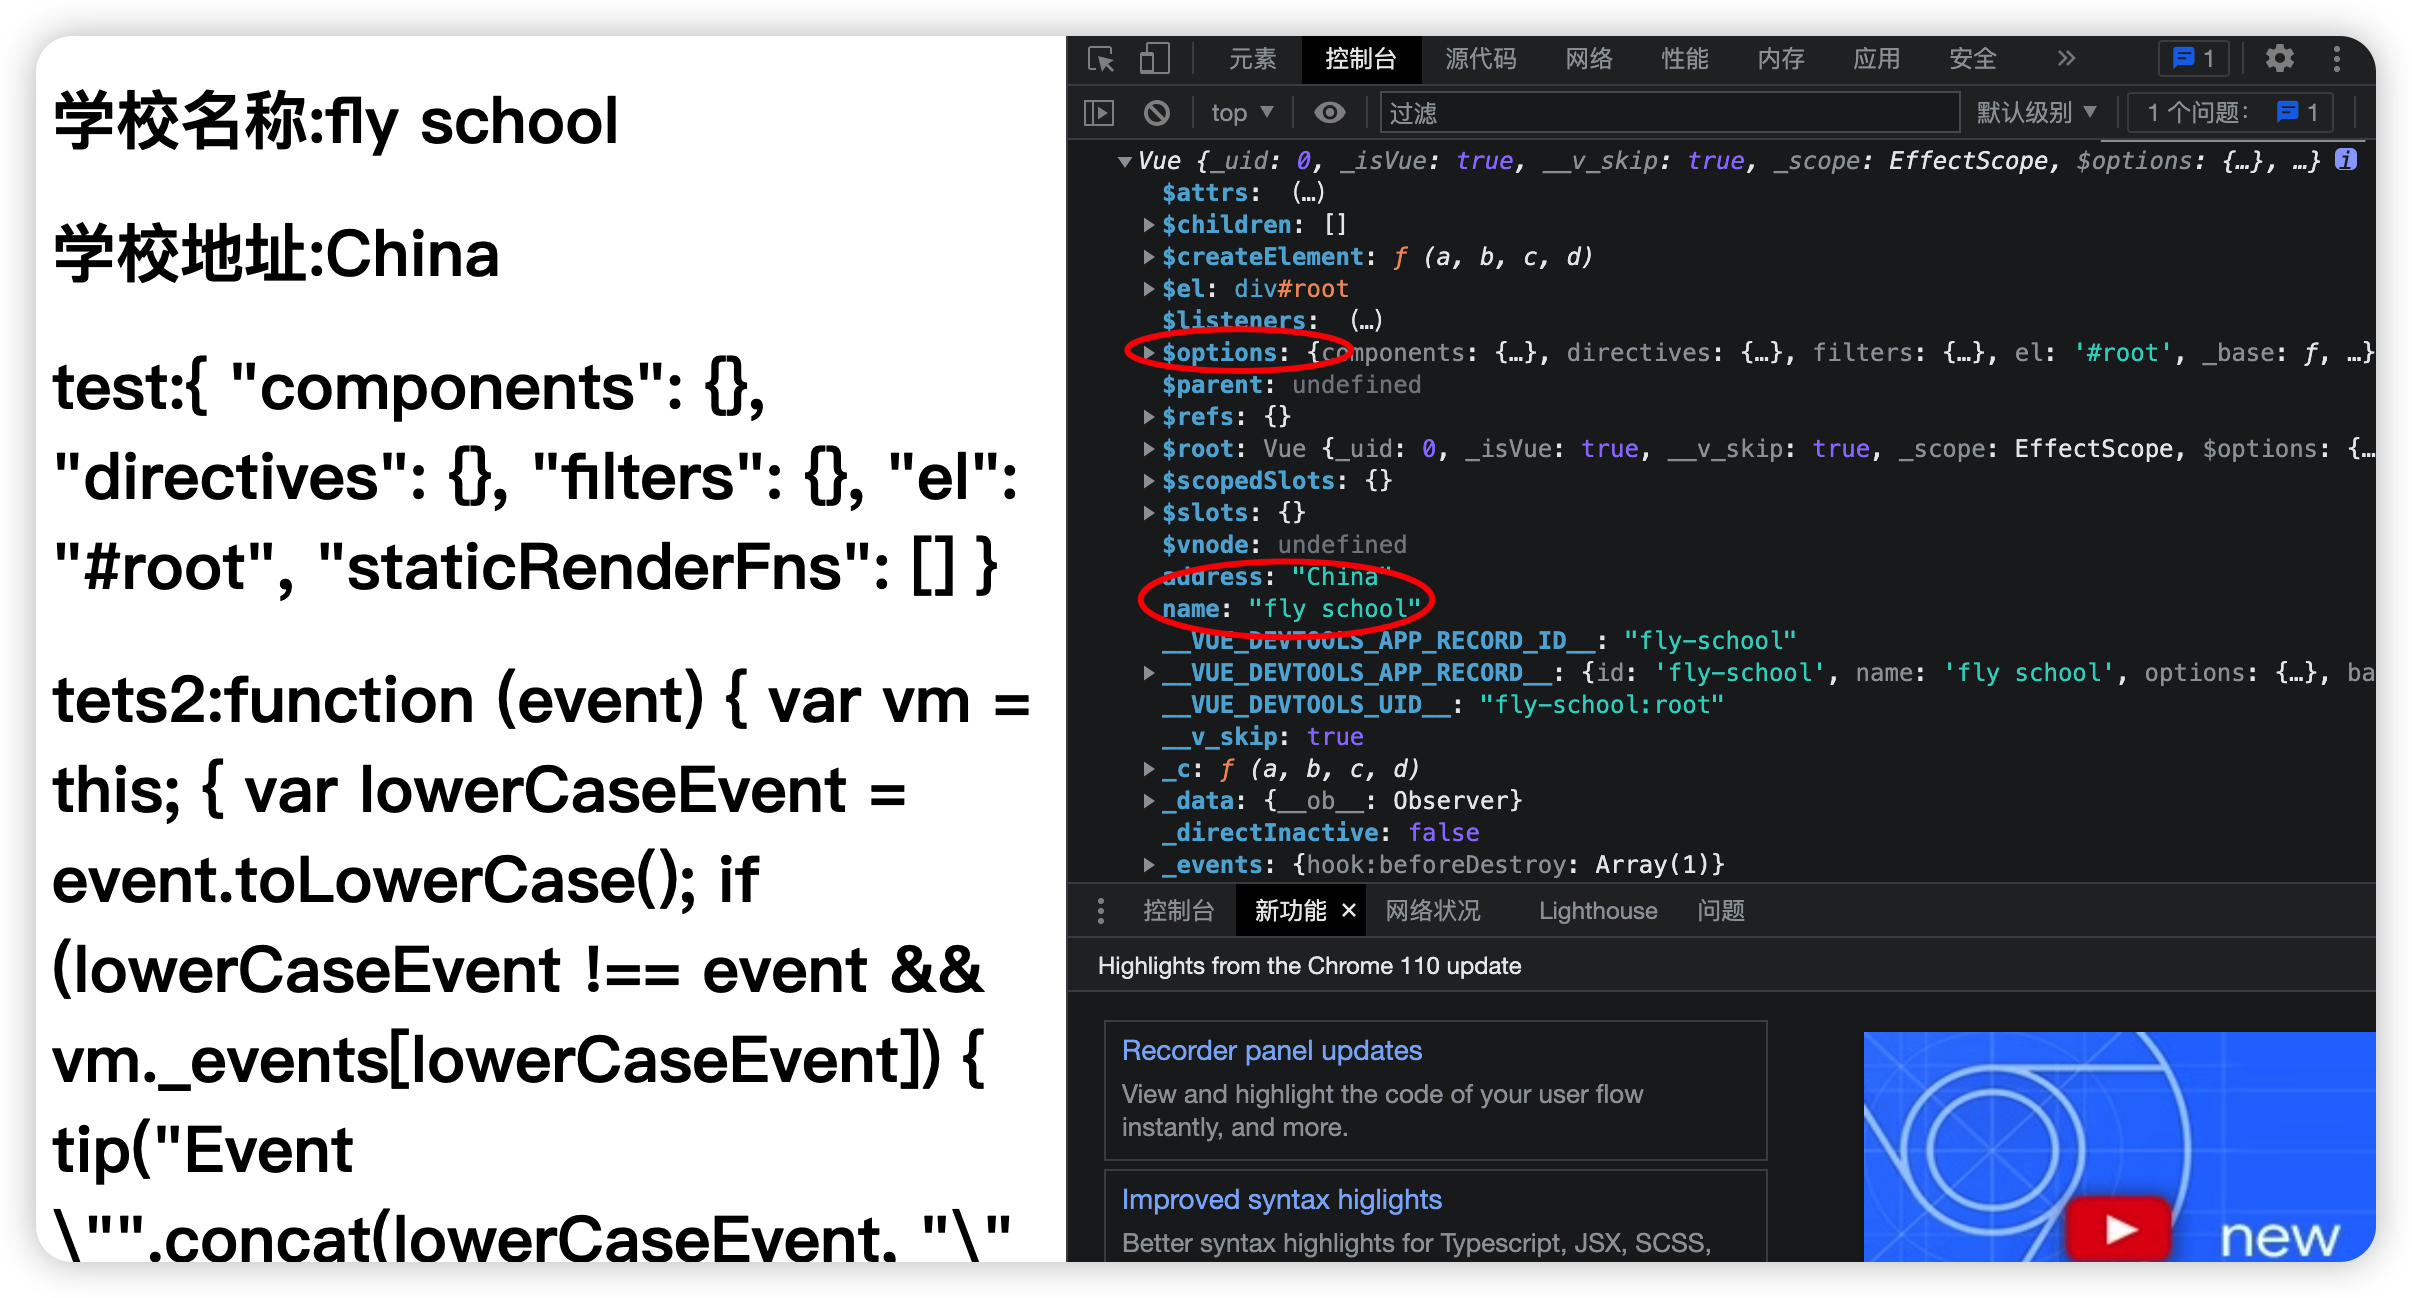 学校名称:fly school
学校地址:China
test:{ "components": {},
"directives": {}, "filters": {}, "el":
"#root", "staticRenderFns": [] }
tets2:function (event) { var vm =
this; { var lowerCaseEvent =
event.toLowerCase(); if
(lowerCaseEvent !== event &&
vm._events[lowerCaseEvent]) {
tip("Event
\"".concat(lowerCaseEvent, "\"
元素 控制台 源代码 网络 性能 内存 应用 安全 » 1
top 过滤 默认级别 1 个问题: 1
Vue {_uid: 0, _isVue: true, __v_skip: true, _scope: EffectScope, $options: {…}, …} i
$attrs: (…)
$children: []
$createElement: ƒ (a, b, c, d)
$el: div#root
$listeners: (…)
$options: {components: {…}, directives: {…}, filters: {…}, el: '#root', _base: ƒ, …}
$parent: undefined
$refs: {}
$root: Vue {_uid: 0, _isVue: true, __v_skip: true, _scope: EffectScope, $options: {…
$scopedSlots: {}
$slots: {}
$vnode: undefined
address: "China"
name: "fly school"
__VUE_DEVTOOLS_APP_RECORD_ID__: "fly-school"
__VUE_DEVTOOLS_APP_RECORD__: {id: 'fly-school', name: 'fly school', options: {…}, ba
__VUE_DEVTOOLS_UID__: "fly-school:root"
__v_skip: true
_c: ƒ (a, b, c, d)
_data: {__ob__: Observer}
_directInactive: false
_events: {hook:beforeDestroy: Array(1)}
控制台 新功能 × 网络状况 Lighthouse 问题
Highlights from the Chrome 110 update
Recorder panel updates
View and highlight the code of your user flow
instantly, and more.
Improved syntax higlights
Better syntax highlights for Typescript, JSX, SCSS,
new